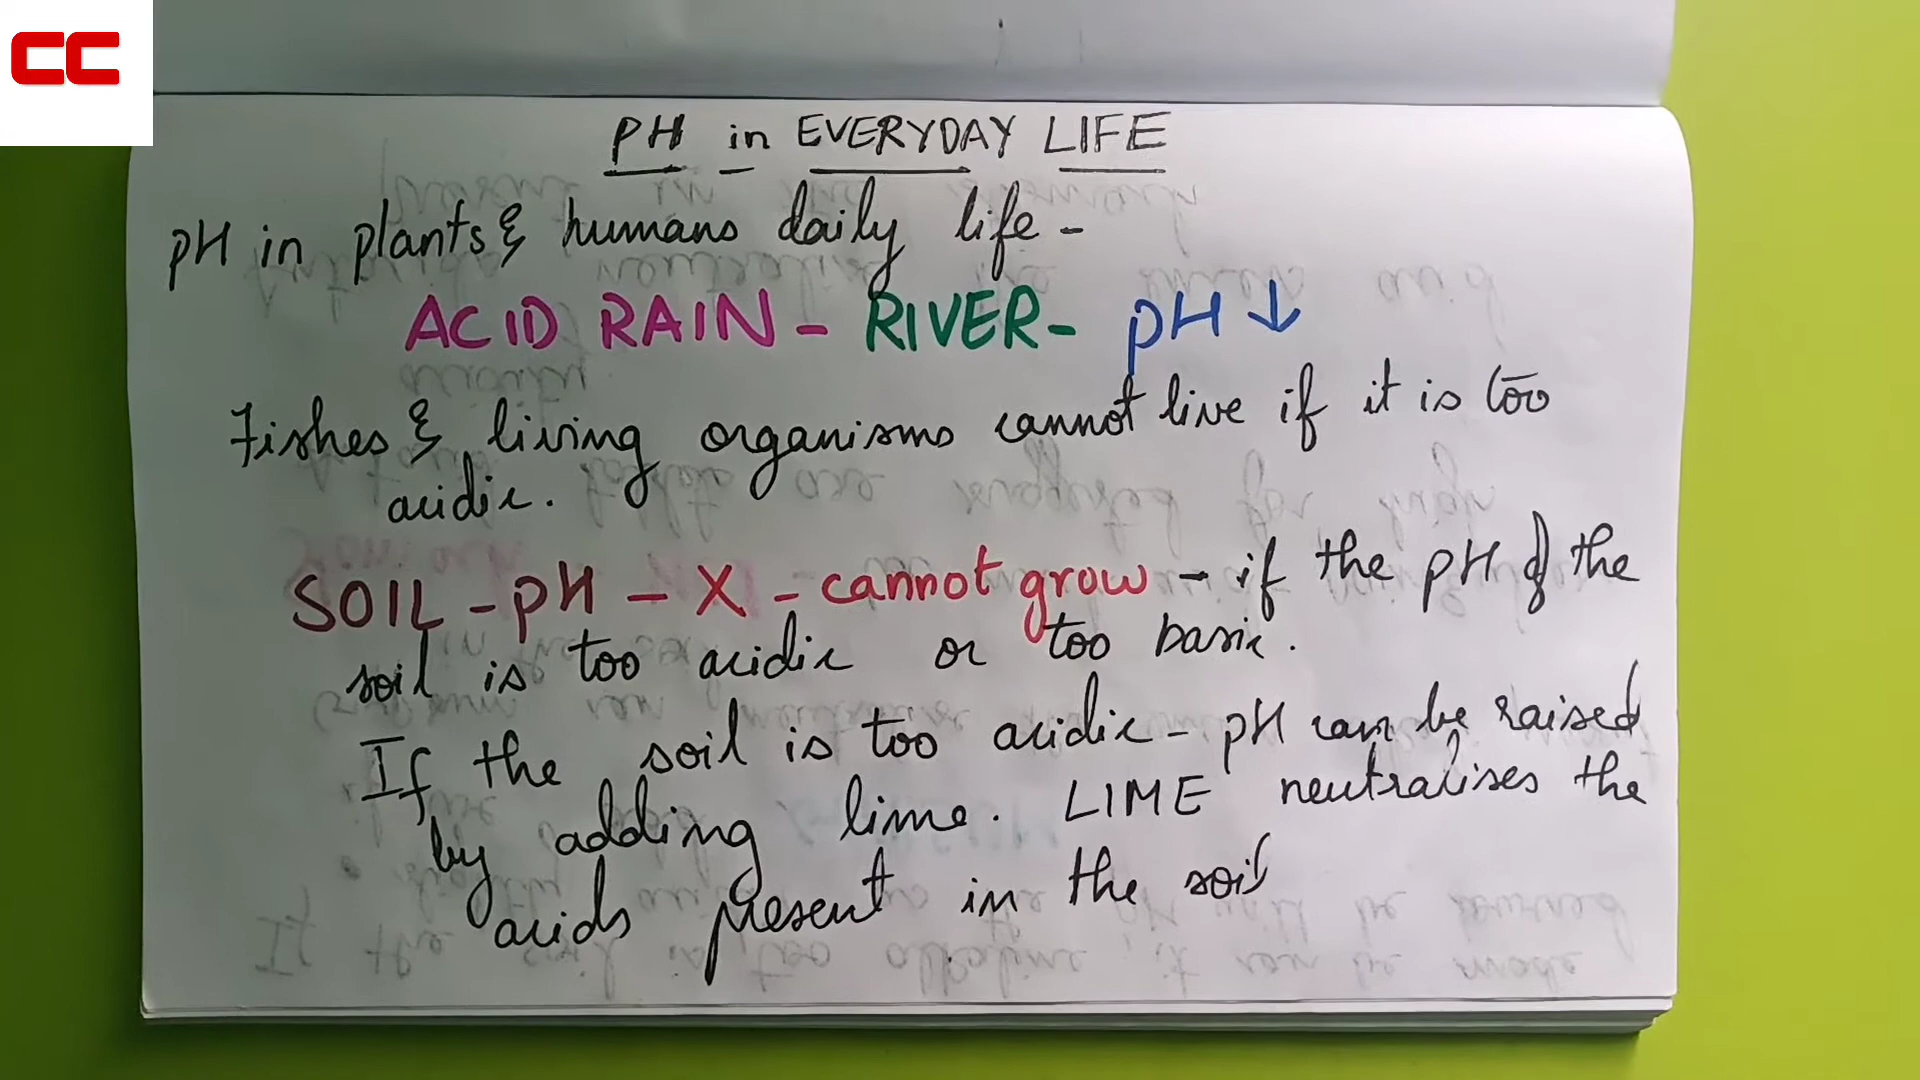 CC
PH in EVERYDAY LIFE
pH in plants & humans daily life -
ACID RAIN - RIVER - pH ↓
Fishes & living organisms cannot live if it is too
acidic.
SOIL - pH - X - cannot grow - if the pH of the
soil is too acidic or too basic.
If the soil is too acidic - pH can be raised
by adding lime. LIME neutralises the
acids present in the soil